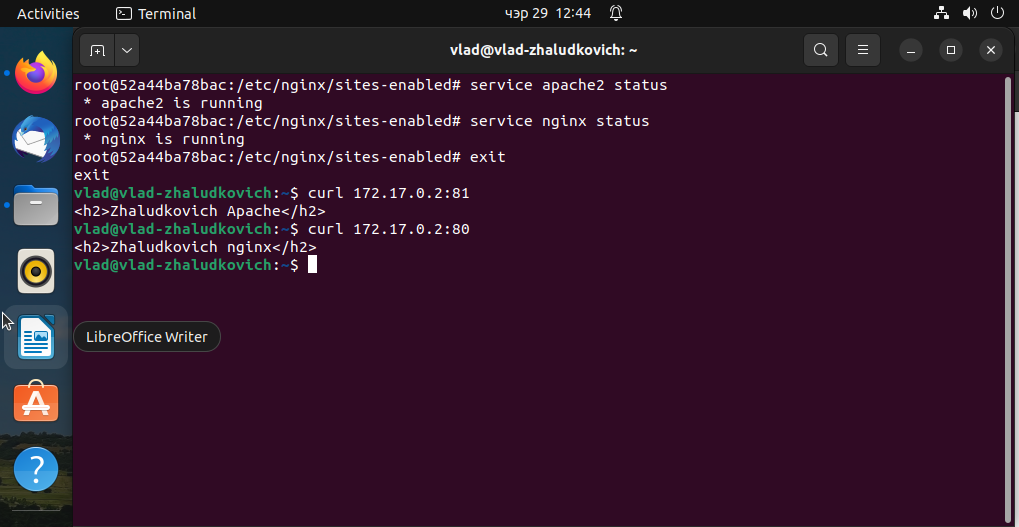 Activities
Terminal
чэр 29 12:44
vlad@vlad-zhaludkovich: ~
root@52a44ba78bac:/etc/nginx/sites-enabled# service apache2 status
 * apache2 is running
root@52a44ba78bac:/etc/nginx/sites-enabled# service nginx status
 * nginx is running
root@52a44ba78bac:/etc/nginx/sites-enabled# exit
exit
vlad@vlad-zhaludkovich:~$ curl 172.17.0.2:81
<h2>Zhaludkovich Apache</h2>
vlad@vlad-zhaludkovich:~$ curl 172.17.0.2:80
<h2>Zhaludkovich nginx</h2>
vlad@vlad-zhaludkovich:~$
LibreOffice Writer